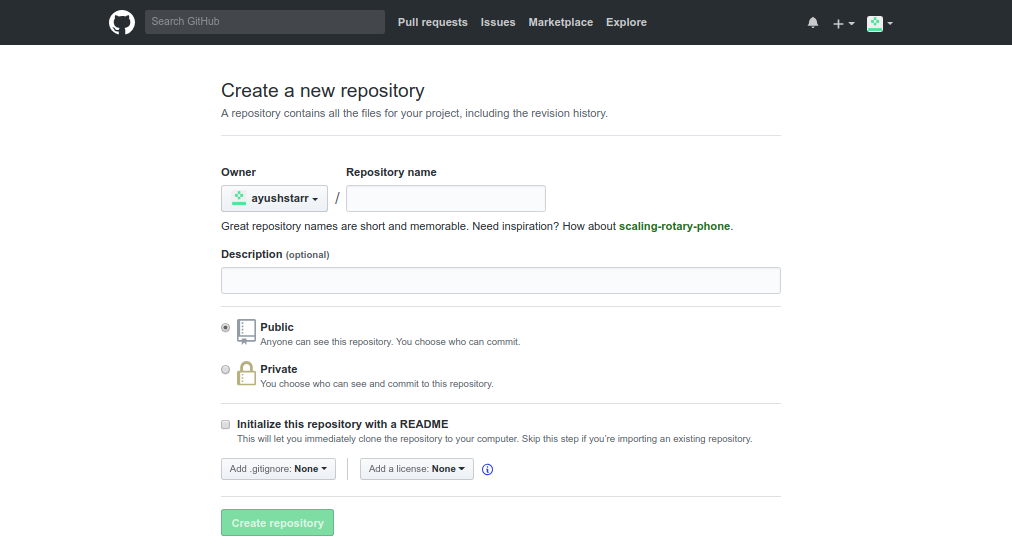 Search GitHub Pull requests Issues Marketplace Explore
Create a new repository
A repository contains all the files for your project, including the revision history.
Owner Repository name
ayushstarr /
Great repository names are short and memorable. Need inspiration? How about scaling-rotary-phone.
Description (optional)
Public
Anyone can see this repository. You choose who can commit.
Private
You choose who can see and commit to this repository.
Initialize this repository with a README
This will let you immediately clone the repository to your computer. Skip this step if you're importing an existing repository.
Add .gitignore: None Add a license: None
Create repository